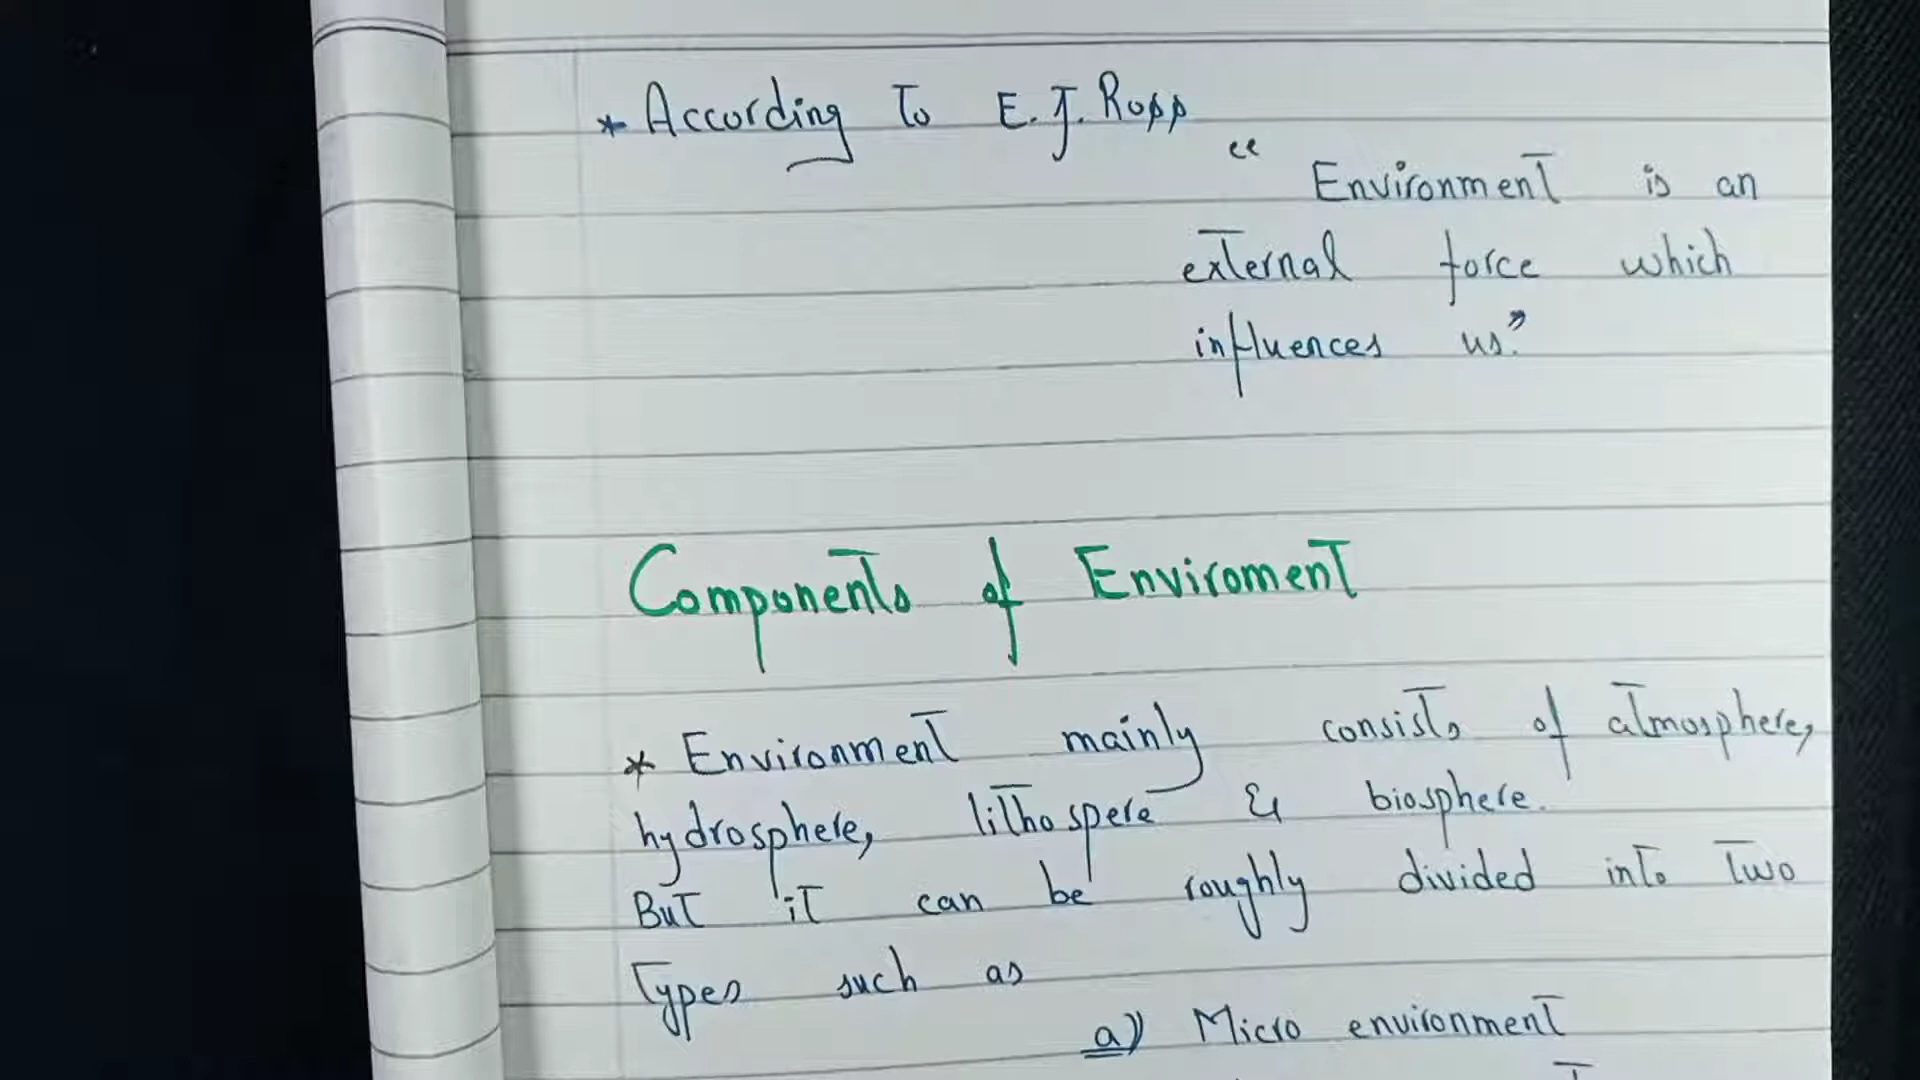 * According To E.J. Ross
" Environment is an
external force which
influences us."
Components of Enviroment
* Environment mainly consists of atmosphere,
hydrosphere, lithospere & biosphere.
But it can be roughly divided into Two
Types such as
a) Micro environment